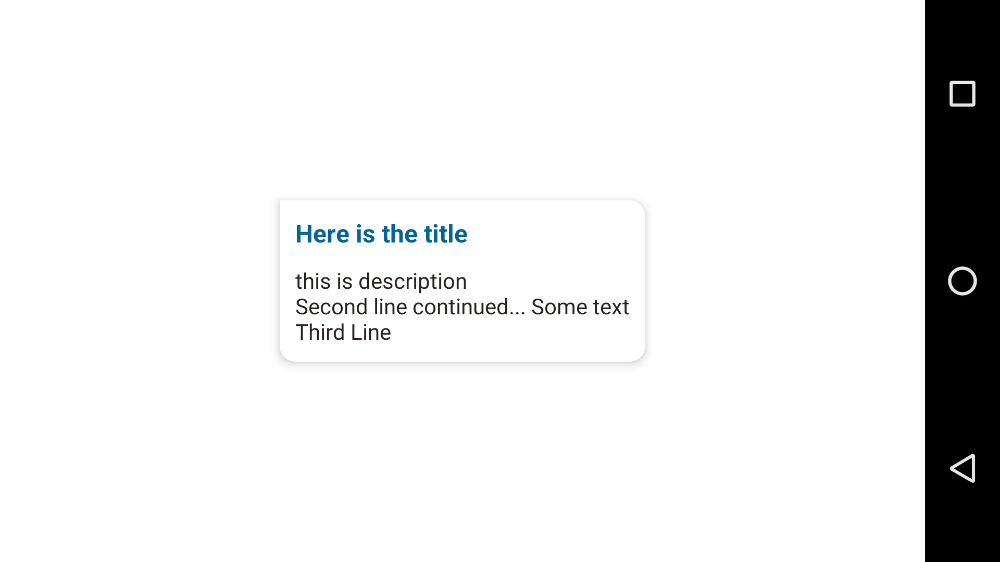 Here is the title
this is description
Second line continued... Some text
Third Line